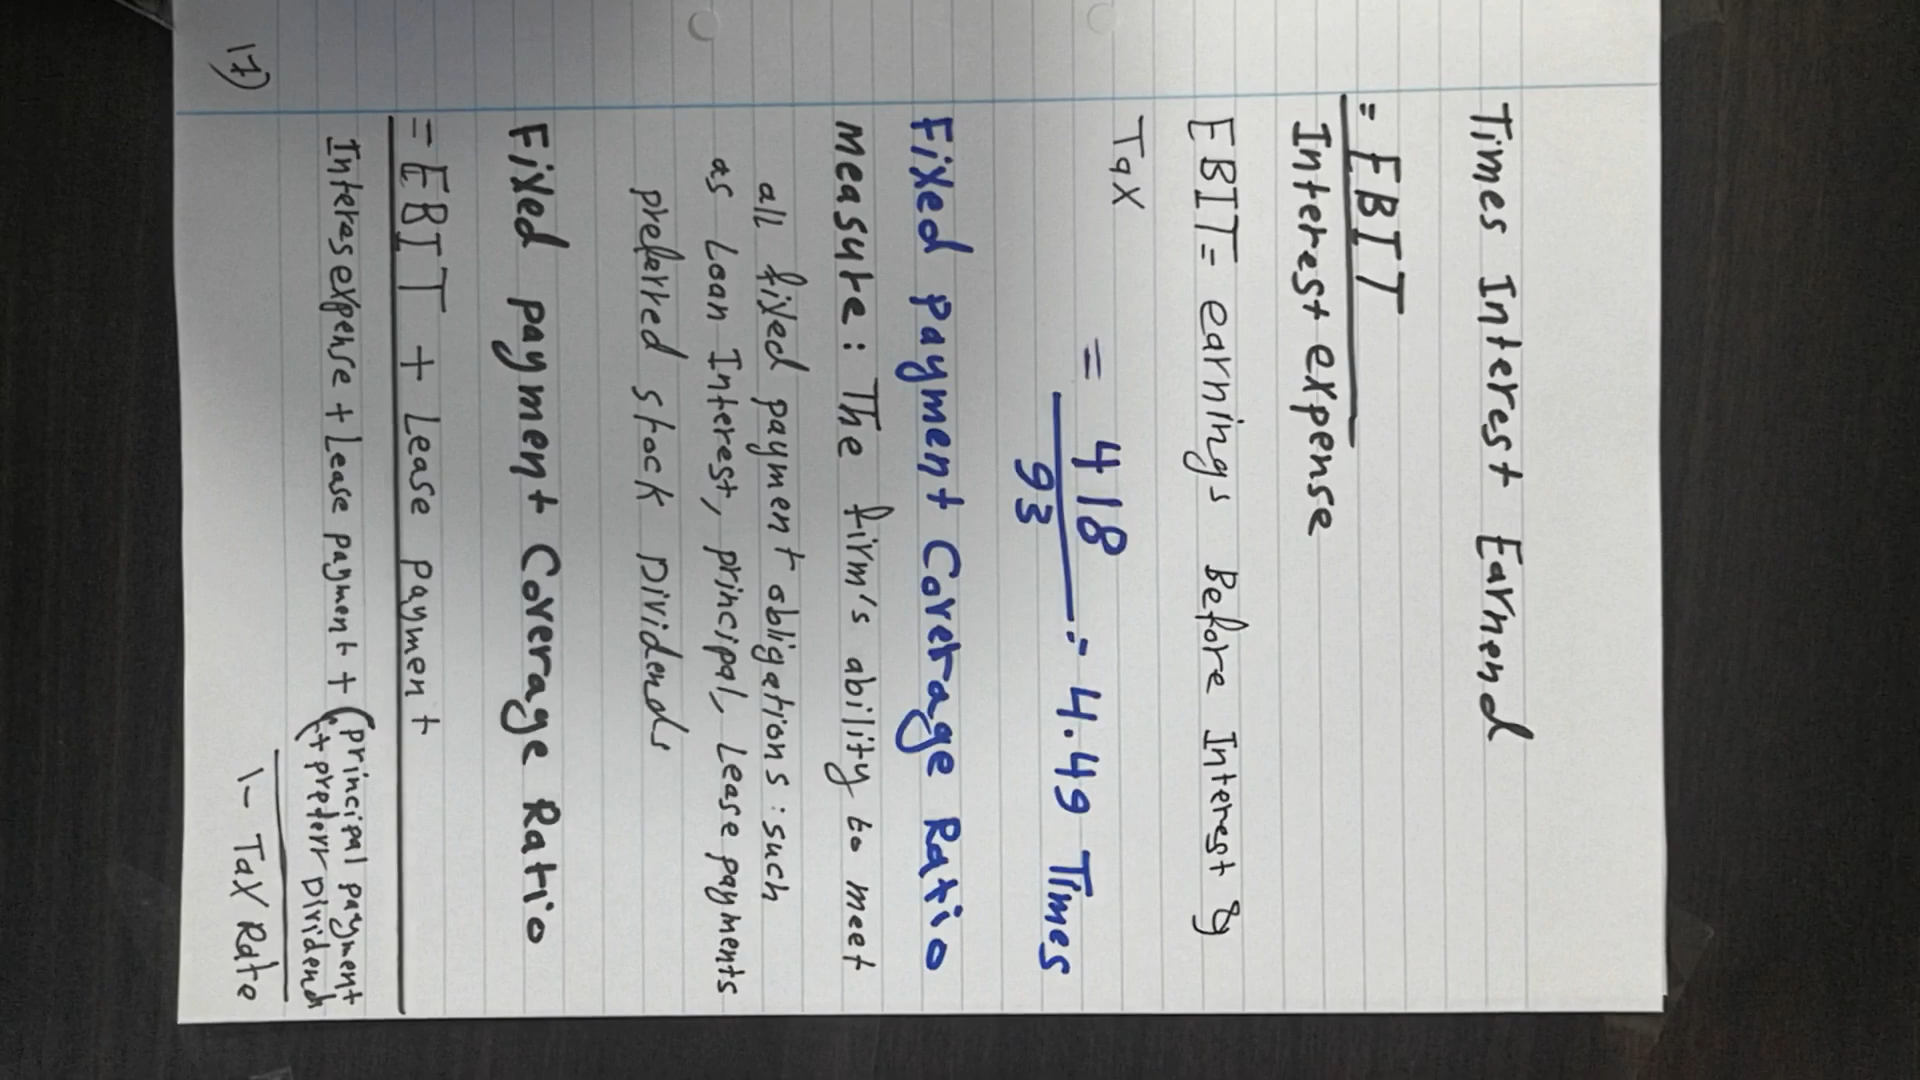 Times Interest Earnend
= EBIT
Interest expense
EBIT = earnings Before Interest &
Tax
= 418
93
= 4.49 Times
Fixed payment Coverage Ratio
measure: The firm's ability to meet
all fixed payment obligations: such
as Loan Interest, principal, Lease payments
preferred stock Dividends
Fixed payment Coverage Ratio
= EBIT + Lease payment
Interas expense + Lease payment + (principal payment
(+ preferr Dividend
1- Tax Rate
17)